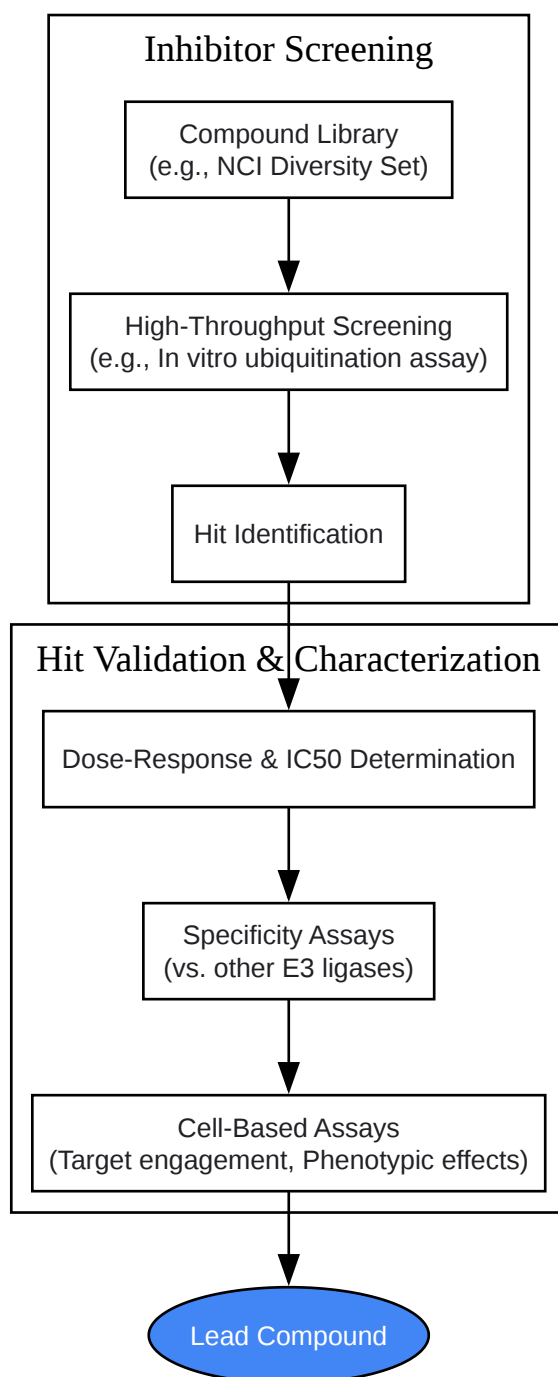 Inhibitor Screening
Compound Library
(e.g., NCI Diversity Set)
High-Throughput Screening
(e.g., In vitro ubiquitination assay)
Hit Identification
Hit Validation & Characterization
Dose-Response & IC50 Determination
Specificity Assays
(vs. other E3 ligases)
Cell-Based Assays
(Target engagement, Phenotypic effects)
Lead Compound